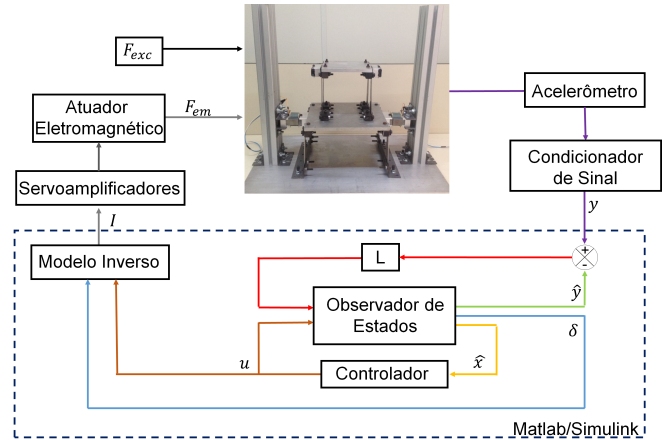 F_exc
Acelerômetro
Atuador
Eletromagnético
F_em
Condicionador
de Sinal
Servoamplificadores
I
y
Modelo Inverso
L
+
-
Observador de
Estados
ŷ
δ
u
Controlador
x̂
Matlab/Simulink